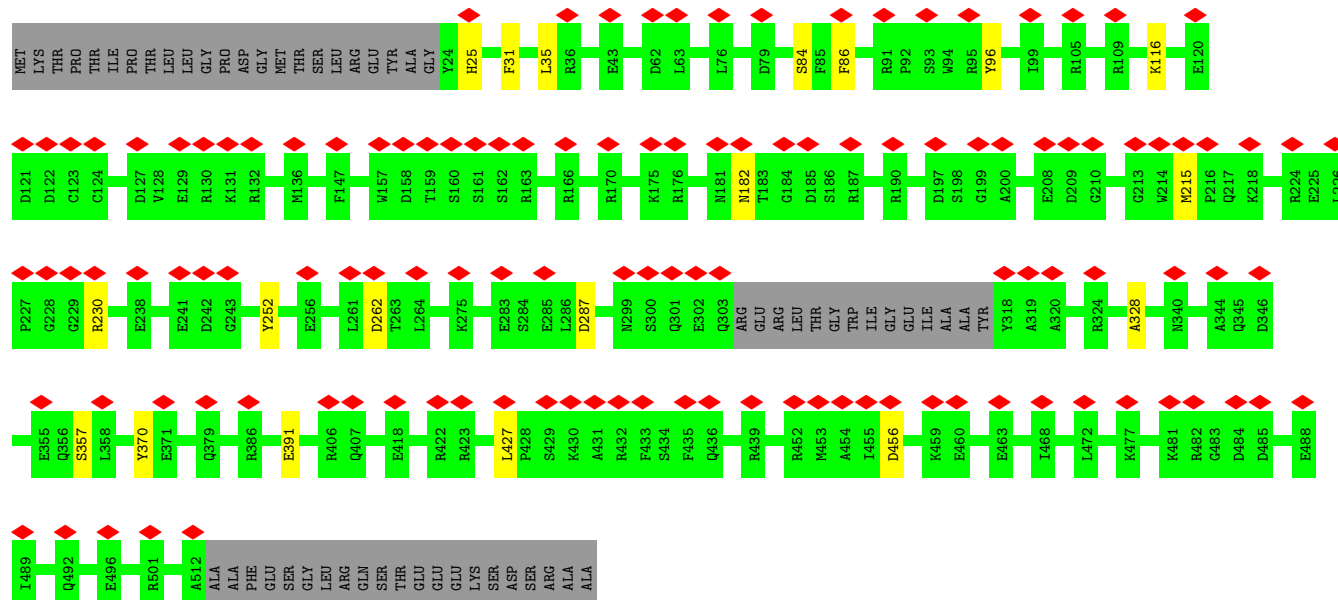 MET LYS THR PRO THR ILE PRO THR LEU LEU GLY PRO ASP GLY MET THR SER LEU ARG GLU TYR ALA GLY Y24 H25 F31 L35 R36 E43 D62 L63 L76 D79 S84 F85 F86 R91 P92 S93 W94 R95 Y96 I99 R105 R109 K116 E120
D121 D122 C123 C124 D127 V128 E129 R130 K131 R132 M136 F147 W157 D158 T159 S160 S161 S162 R163 R166 R170 K175 R176 N181 N182 T183 G184 D185 S186 R187 R190 D197 S198 G199 A200 E208 D209 G210 G213 W214 M215 P216 Q217 K218 R224 E225 L226
P227 G228 G229 R230 E238 E241 D242 G243 Y252 E256 L261 D262 T263 L264 K275 E283 S284 E285 L286 D287 N299 S300 Q301 E302 Q303 ARG GLU ARG LEU THR GLY TRP ILE GLY GLU ILE ALA ALA TYR Y318 A319 A320 R324 A328 N340 A344 Q345 D346
E355 Q356 S357 L358 Y370 E371 Q379 R386 E391 R406 Q407 E418 R422 R423 L427 P428 S429 K430 A431 R432 F433 S434 F435 Q436 R439 R452 M453 A454 I455 D456 K459 E460 E463 I468 L472 K477 K481 R482 G483 D484 D485 E488
I489 Q492 E496 R501 A512 ALA ALA PHE GLU SER GLY LEU ARG GLN SER THR GLU GLU GLU LYS SER ASP SER ARG ALA ALA